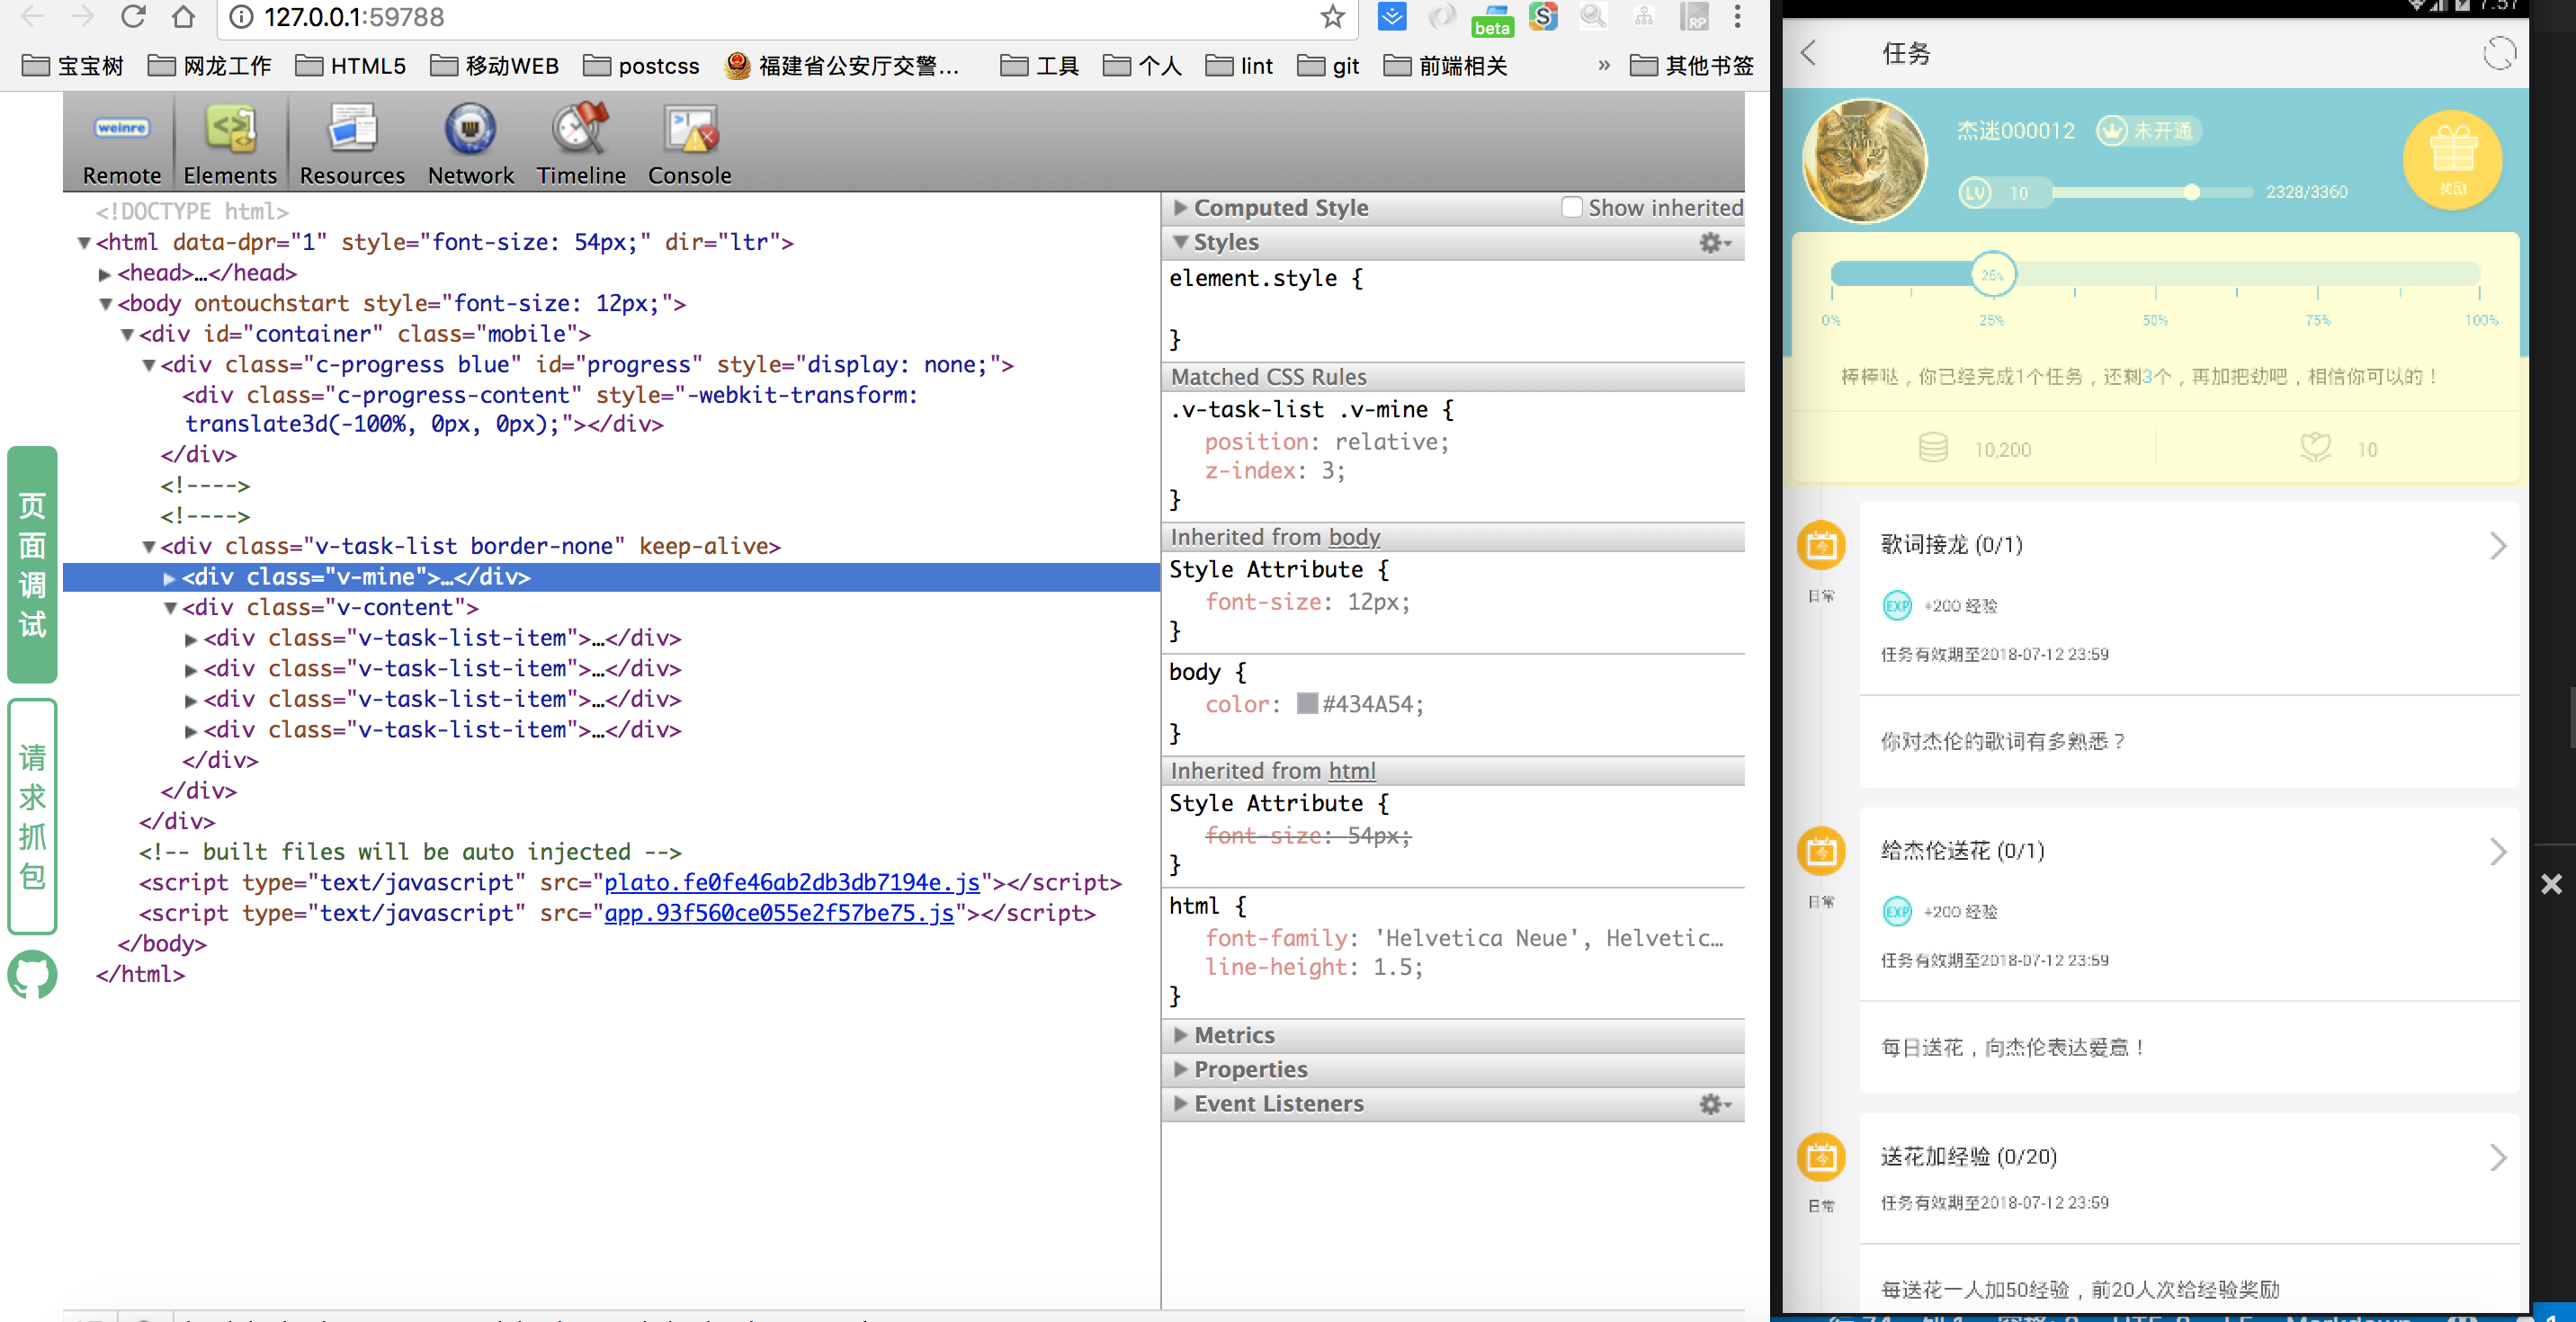 127.0.0.1:59788
beta
S
RP
宝宝树 网龙工作 HTML5 移动WEB postcss 福建省公安厅交警... 工具 个人 lint git 前端相关 » 其他书签
weinre
Remote Elements Resources Network Timeline Console
页面调试
请求抓包
<!DOCTYPE html>
<html data-dpr="1" style="font-size: 54px;" dir="ltr">
<head>…</head>
<body ontouchstart style="font-size: 12px;">
<div id="container" class="mobile">
<div class="c-progress blue" id="progress" style="display: none;">
<div class="c-progress-content" style="-webkit-transform:
translate3d(-100%, 0px, 0px);"></div>
</div>
<!---->
<!---->
<div class="v-task-list border-none" keep-alive>
<div class="v-mine">…</div>
<div class="v-content">
<div class="v-task-list-item">…</div>
<div class="v-task-list-item">…</div>
<div class="v-task-list-item">…</div>
<div class="v-task-list-item">…</div>
</div>
</div>
</div>
<!-- built files will be auto injected -->
<script type="text/javascript" src="plato.fe0fe46ab2db3db7194e.js"></script>
<script type="text/javascript" src="app.93f560ce055e2f57be75.js"></script>
</body>
</html>
Computed Style Show inherited
Styles
element.style {
}
Matched CSS Rules
.v-task-list .v-mine {
position: relative;
z-index: 3;
}
Inherited from body
Style Attribute {
font-size: 12px;
}
body {
color: #434A54;
}
Inherited from html
Style Attribute {
font-size: 54px;
}
html {
font-family: 'Helvetica Neue', Helvetic…
line-height: 1.5;
}
Metrics
Properties
Event Listeners
7:57
任务
杰迷000012 未开通
LV 10 2328/3360
奖励
25%
0% 25% 50% 75% 100%
棒棒哒，你已经完成1个任务，还剩3个，再加把劲吧，相信你可以的！
10,200 10
今
日常
歌词接龙 (0/1)
EXP +200 经验
任务有效期至2018-07-12 23:59
你对杰伦的歌词有多熟悉？
今
日常
给杰伦送花 (0/1)
EXP +200 经验
任务有效期至2018-07-12 23:59
每日送花，向杰伦表达爱意！
今
日常
送花加经验 (0/20)
任务有效期至2018-07-12 23:59
每送花一人加50经验，前20人次给经验奖励